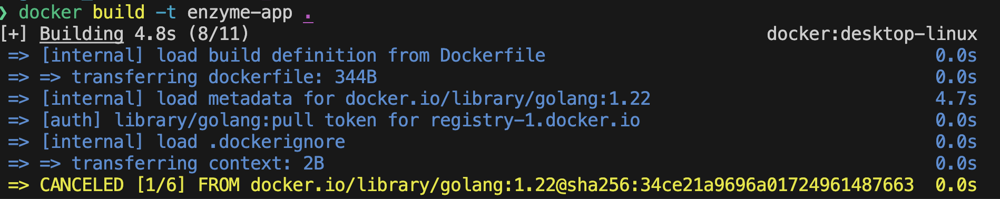 ❯ docker build -t enzyme-app .
[+] Building 4.8s (8/11) docker:desktop-linux
=> [internal] load build definition from Dockerfile 0.0s
=> => transferring dockerfile: 344B 0.0s
=> [internal] load metadata for docker.io/library/golang:1.22 4.7s
=> [auth] library/golang:pull token for registry-1.docker.io 0.0s
=> [internal] load .dockerignore 0.0s
=> => transferring context: 2B 0.0s
=> CANCELED [1/6] FROM docker.io/library/golang:1.22@sha256:34ce21a9696a01724961487663 0.0s